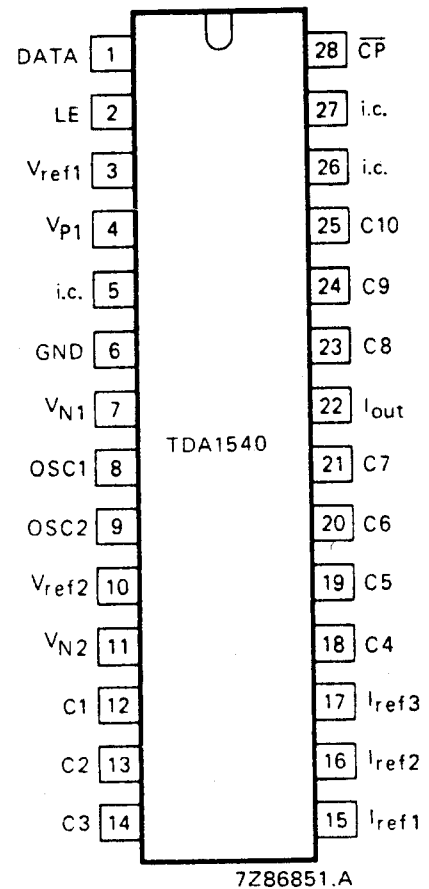 DATA 1
LE 2
Vref1 3
VP1 4
i.c. 5
GND 6
VN1 7
OSC1 8
OSC2 9
Vref2 10
VN2 11
C1 12
C2 13
C3 14
TDA1540
28 C̅P̅
27 i.c.
26 i.c.
25 C10
24 C9
23 C8
22 Iout
21 C7
20 C6
19 C5
18 C4
17 Iref3
16 Iref2
15 Iref1
7Z86851.A